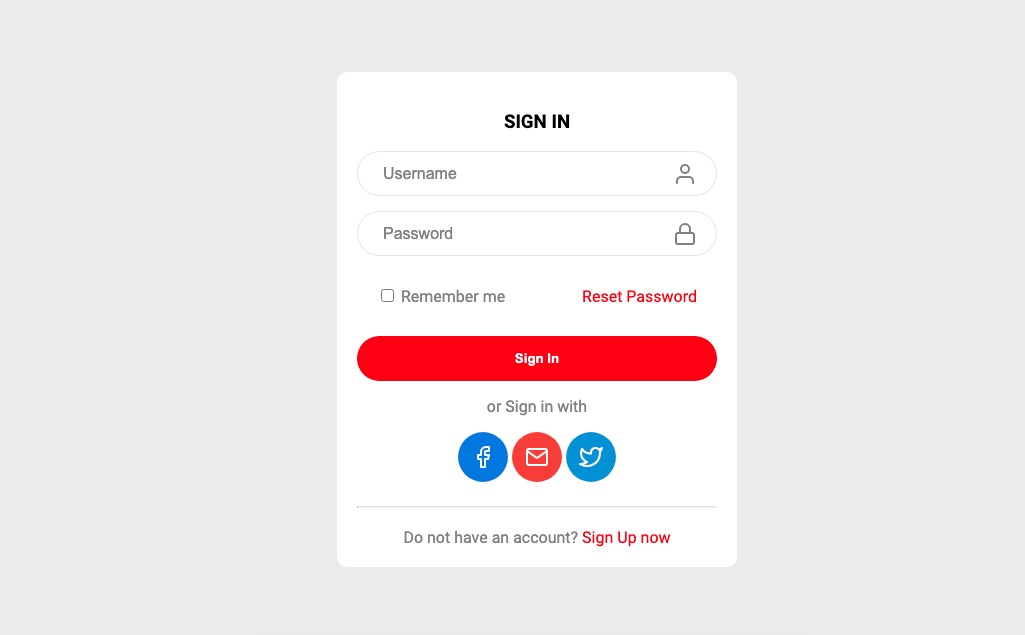 SIGN IN
Username
Password
Remember me Reset Password
Sign In
or Sign in with
Do not have an account? Sign Up now